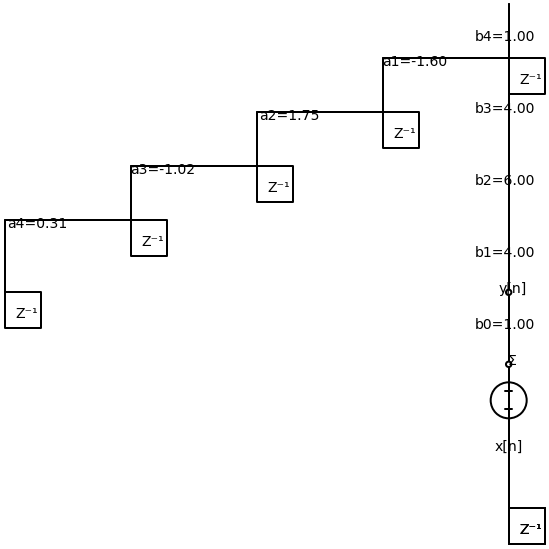 b4=1.00
a1=-1.60
Z⁻¹
b3=4.00
a2=1.75
Z⁻¹
a3=-1.02
b2=6.00
Z⁻¹
a4=0.31
Z⁻¹
b1=4.00
y[n]
Z⁻¹
b0=1.00
Σ
x[n]
Z⁻¹